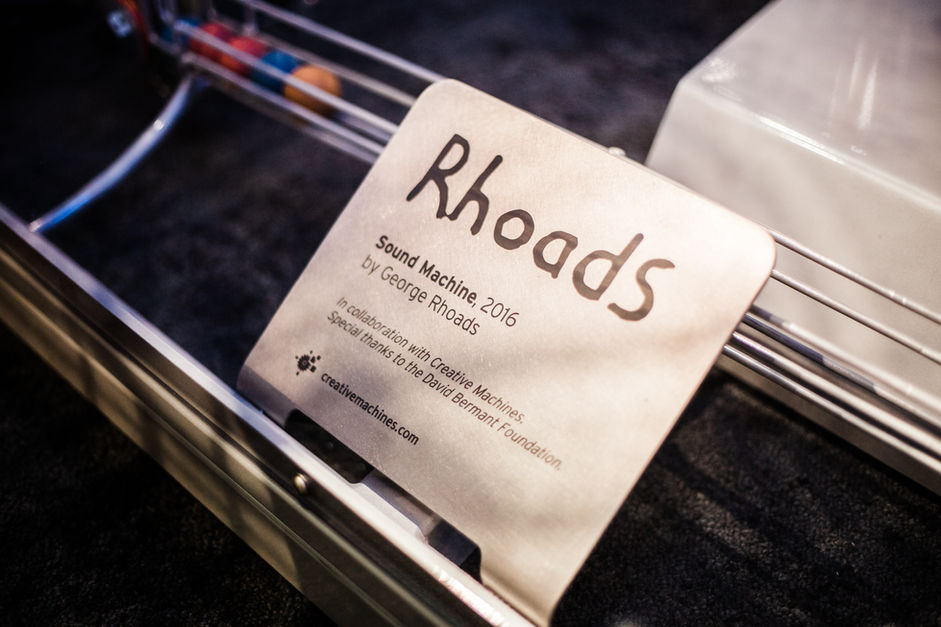 Rhoads
Sound Machine, 2016
by George Rhoads
In collaboration with Creative Machines.
Special thanks to the David Bermant Foundation.
creativemachines.com